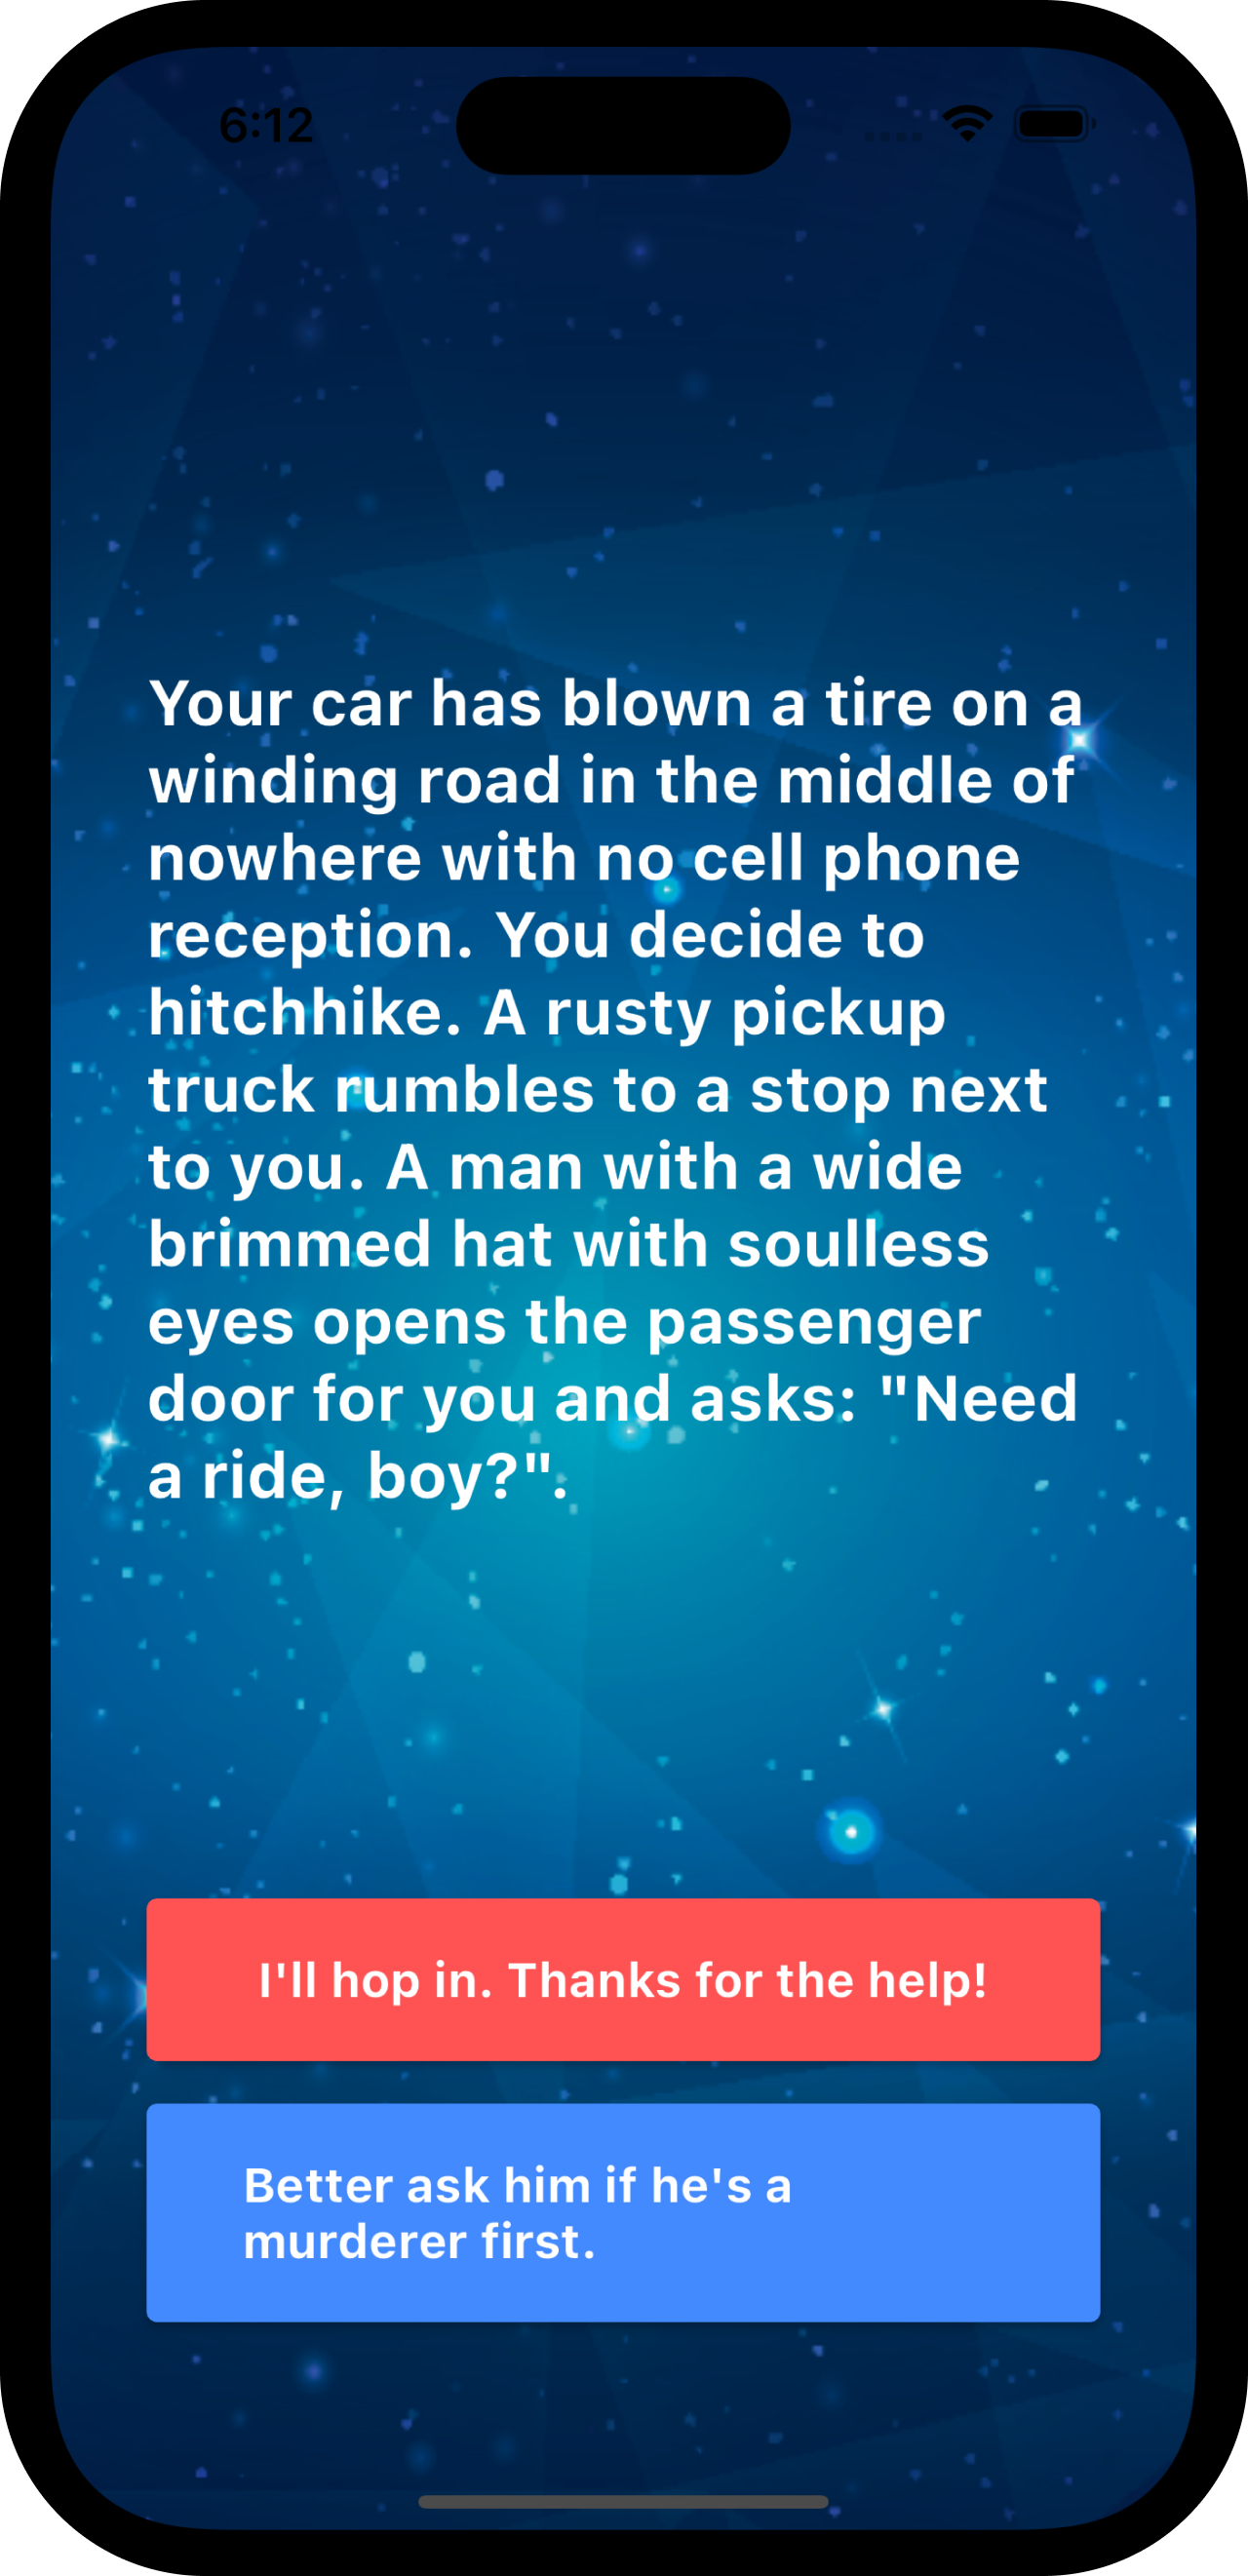 6:12
Your car has blown a tire on a
winding road in the middle of
nowhere with no cell phone
reception. You decide to
hitchhike. A rusty pickup
truck rumbles to a stop next
to you. A man with a wide
brimmed hat with soulless
eyes opens the passenger
door for you and asks: "Need
a ride, boy?".
I'll hop in. Thanks for the help!
Better ask him if he's a
murderer first.